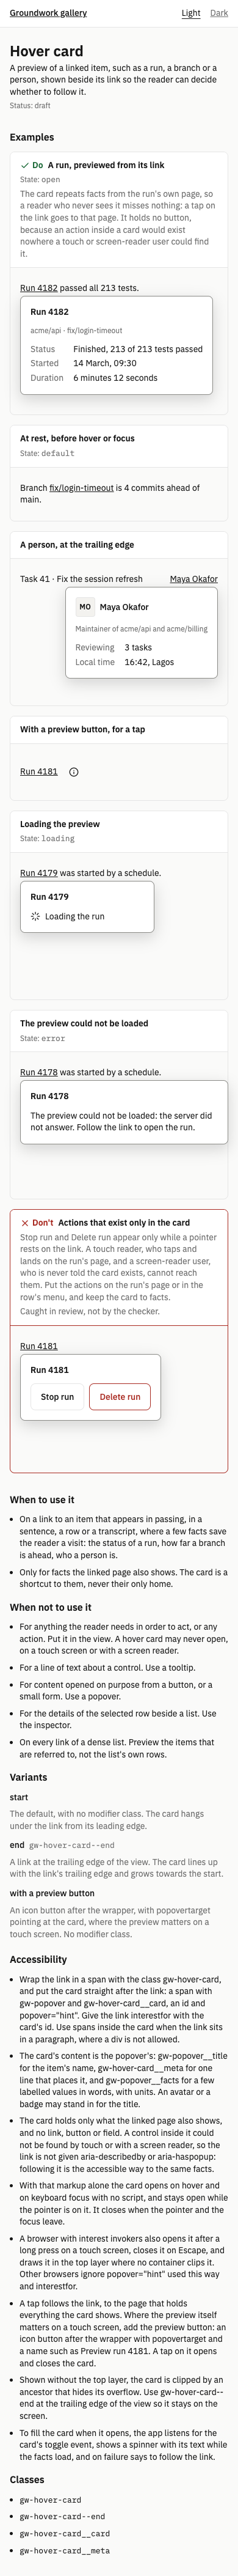 Groundwork gallery
Light
Dark
Hover card
A preview of a linked item, such as a run, a branch or a
person, shown beside its link so the reader can decide
whether to follow it.
Status: draft
Examples
Do A run, previewed from its link
State: open
The card repeats facts from the run's own page, so
a reader who never sees it misses nothing: a tap on
the link goes to that page. It holds no button,
because an action inside a card would exist
nowhere a touch or screen-reader user could find
it.
Run 4182 passed all 213 tests.
Run 4182
acme/api · fix/login-timeout
Status Finished, 213 of 213 tests passed
Started 14 March, 09:30
Duration 6 minutes 12 seconds
At rest, before hover or focus
State: default
Branch fix/login-timeout is 4 commits ahead of
main.
A person, at the trailing edge
Task 41 · Fix the session refresh
Maya Okafor
MO Maya Okafor
Maintainer of acme/api and acme/billing
Reviewing 3 tasks
Local time 16:42, Lagos
With a preview button, for a tap
Run 4181
Loading the preview
State: loading
Run 4179 was started by a schedule.
Run 4179
Loading the run
The preview could not be loaded
State: error
Run 4178 was started by a schedule.
Run 4178
The preview could not be loaded: the server did
not answer. Follow the link to open the run.
Don't Actions that exist only in the card
Stop run and Delete run appear only while a pointer
rests on the link. A touch reader, who taps and
lands on the run's page, and a screen-reader user,
who is never told the card exists, cannot reach
them. Put the actions on the run's page or in the
row's menu, and keep the card to facts.
Caught in review, not by the checker.
Run 4181
Run 4181
Stop run
Delete run
When to use it
On a link to an item that appears in passing, in a
sentence, a row or a transcript, where a few facts save
the reader a visit: the status of a run, how far a branch
is ahead, who a person is.
Only for facts the linked page also shows. The card is a
shortcut to them, never their only home.
When not to use it
For anything the reader needs in order to act, or any
action. Put it in the view. A hover card may never open,
on a touch screen or with a screen reader.
For a line of text about a control. Use a tooltip.
For content opened on purpose from a button, or a
small form. Use a popover.
For the details of the selected row beside a list. Use
the inspector.
On every link of a dense list. Preview the items that
are referred to, not the list's own rows.
Variants
start
The default, with no modifier class. The card hangs
under the link from its leading edge.
end gw-hover-card--end
A link at the trailing edge of the view. The card lines up
with the link's trailing edge and grows towards the start.
with a preview button
An icon button after the wrapper, with popovertarget
pointing at the card, where the preview matters on a
touch screen. No modifier class.
Accessibility
Wrap the link in a span with the class gw-hover-card,
and put the card straight after the link: a span with
gw-popover and gw-hover-card__card, an id and
popover="hint". Give the link interestfor with the
card's id. Use spans inside the card when the link sits
in a paragraph, where a div is not allowed.
The card's content is the popover's: gw-popover__title
for the item's name, gw-hover-card__meta for one
line that places it, and gw-popover__facts for a few
labelled values in words, with units. An avatar or a
badge may stand in for the title.
The card holds only what the linked page also shows,
and no link, button or field. A control inside it could
not be found by touch or with a screen reader, so the
link is not given aria-describedby or aria-haspopup:
following it is the accessible way to the same facts.
With that markup alone the card opens on hover and
on keyboard focus with no script, and stays open while
the pointer is on it. It closes when the pointer and the
focus leave.
A browser with interest invokers also opens it after a
long press on a touch screen, closes it on Escape, and
draws it in the top layer where no container clips it.
Other browsers ignore popover="hint" used this way
and interestfor.
A tap follows the link, to the page that holds
everything the card shows. Where the preview itself
matters on a touch screen, add the preview button: an
icon button after the wrapper with popovertarget and
a name such as Preview run 4181. A tap on it opens
and closes the card.
Shown without the top layer, the card is clipped by an
ancestor that hides its overflow. Use gw-hover-card--
end at the trailing edge of the view so it stays on the
screen.
To fill the card when it opens, the app listens for the
card's toggle event, shows a spinner with its text while
the facts load, and on failure says to follow the link.
Classes
gw-hover-card
gw-hover-card--end
gw-hover-card__card
gw-hover-card__meta